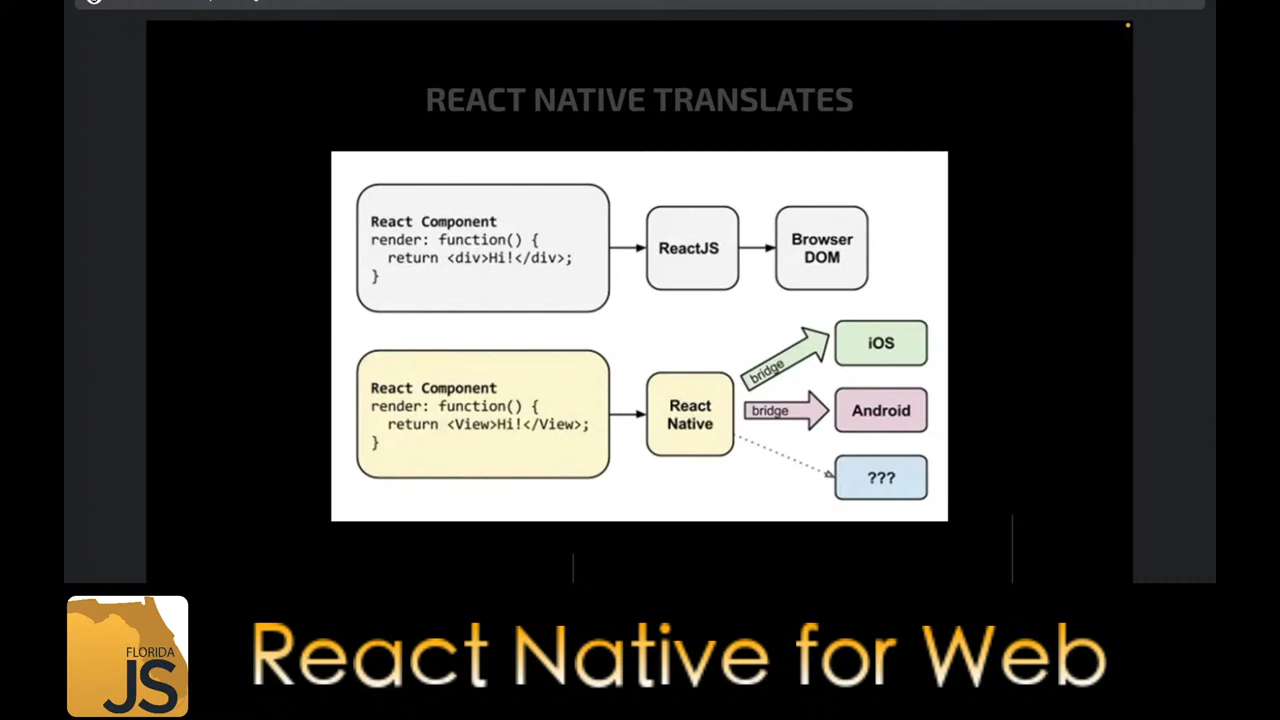 REACT NATIVE TRANSLATES
React Component
render: function() {
return <div>Hi!</div>;
}
ReactJS
Browser
DOM
React Component
render: function() {
return <View>Hi!</View>;
}
React
Native
bridge
iOS
bridge
Android
???
FLORIDA
JS
React Native for Web